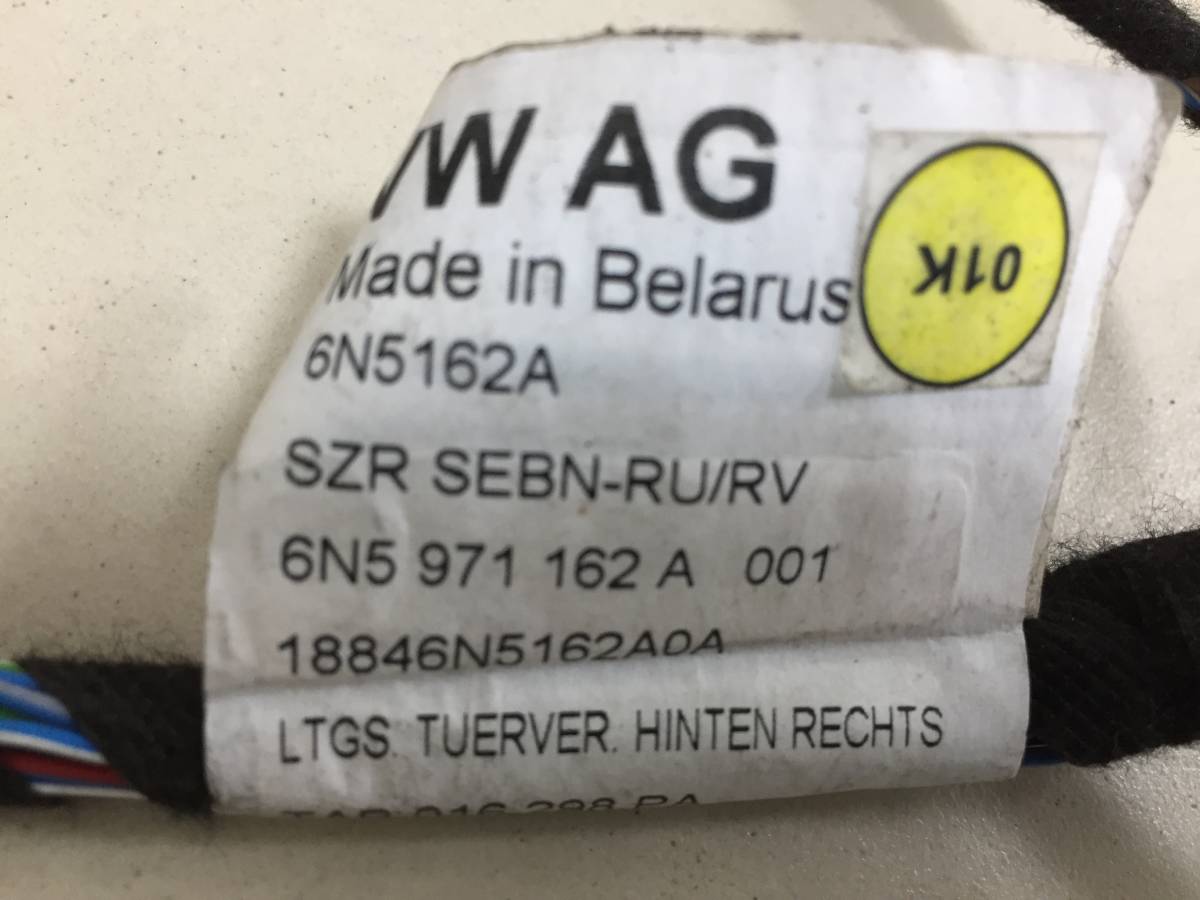 VW AG
Made in Belarus
01K
6N5162A
SZR SEBN-RU/RV
6N5 971 162 A 001
18846N5162A0A
LTGS. TUERVER. HINTEN RECHTS